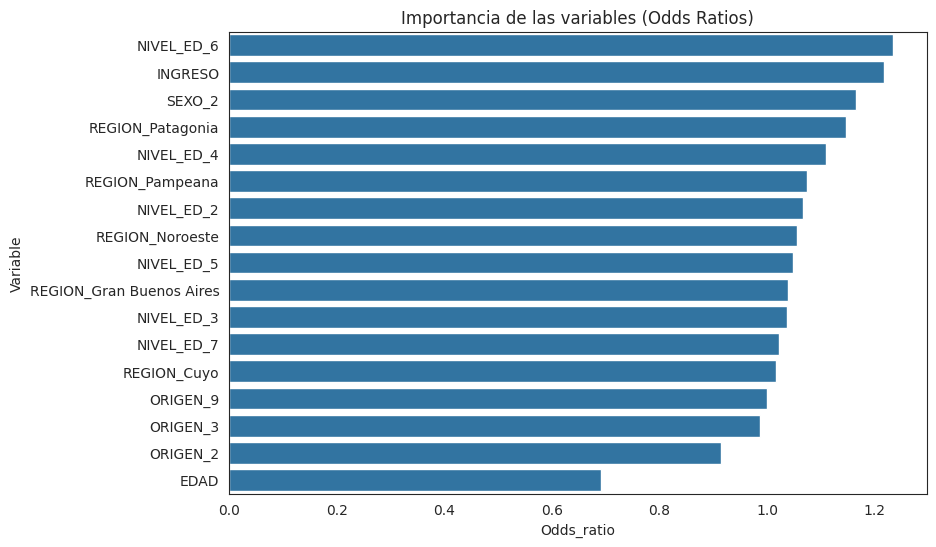 Importancia de las variables (Odds Ratios)
NIVEL_ED_6
INGRESO
SEXO_2
REGION_Patagonia
NIVEL_ED_4
REGION_Pampeana
NIVEL_ED_2
REGION_Noroeste
NIVEL_ED_5
REGION_Gran Buenos Aires
NIVEL_ED_3
NIVEL_ED_7
REGION_Cuyo
ORIGEN_9
ORIGEN_3
ORIGEN_2
EDAD
Variable
0.0 0.2 0.4 0.6 0.8 1.0 1.2
Odds_ratio